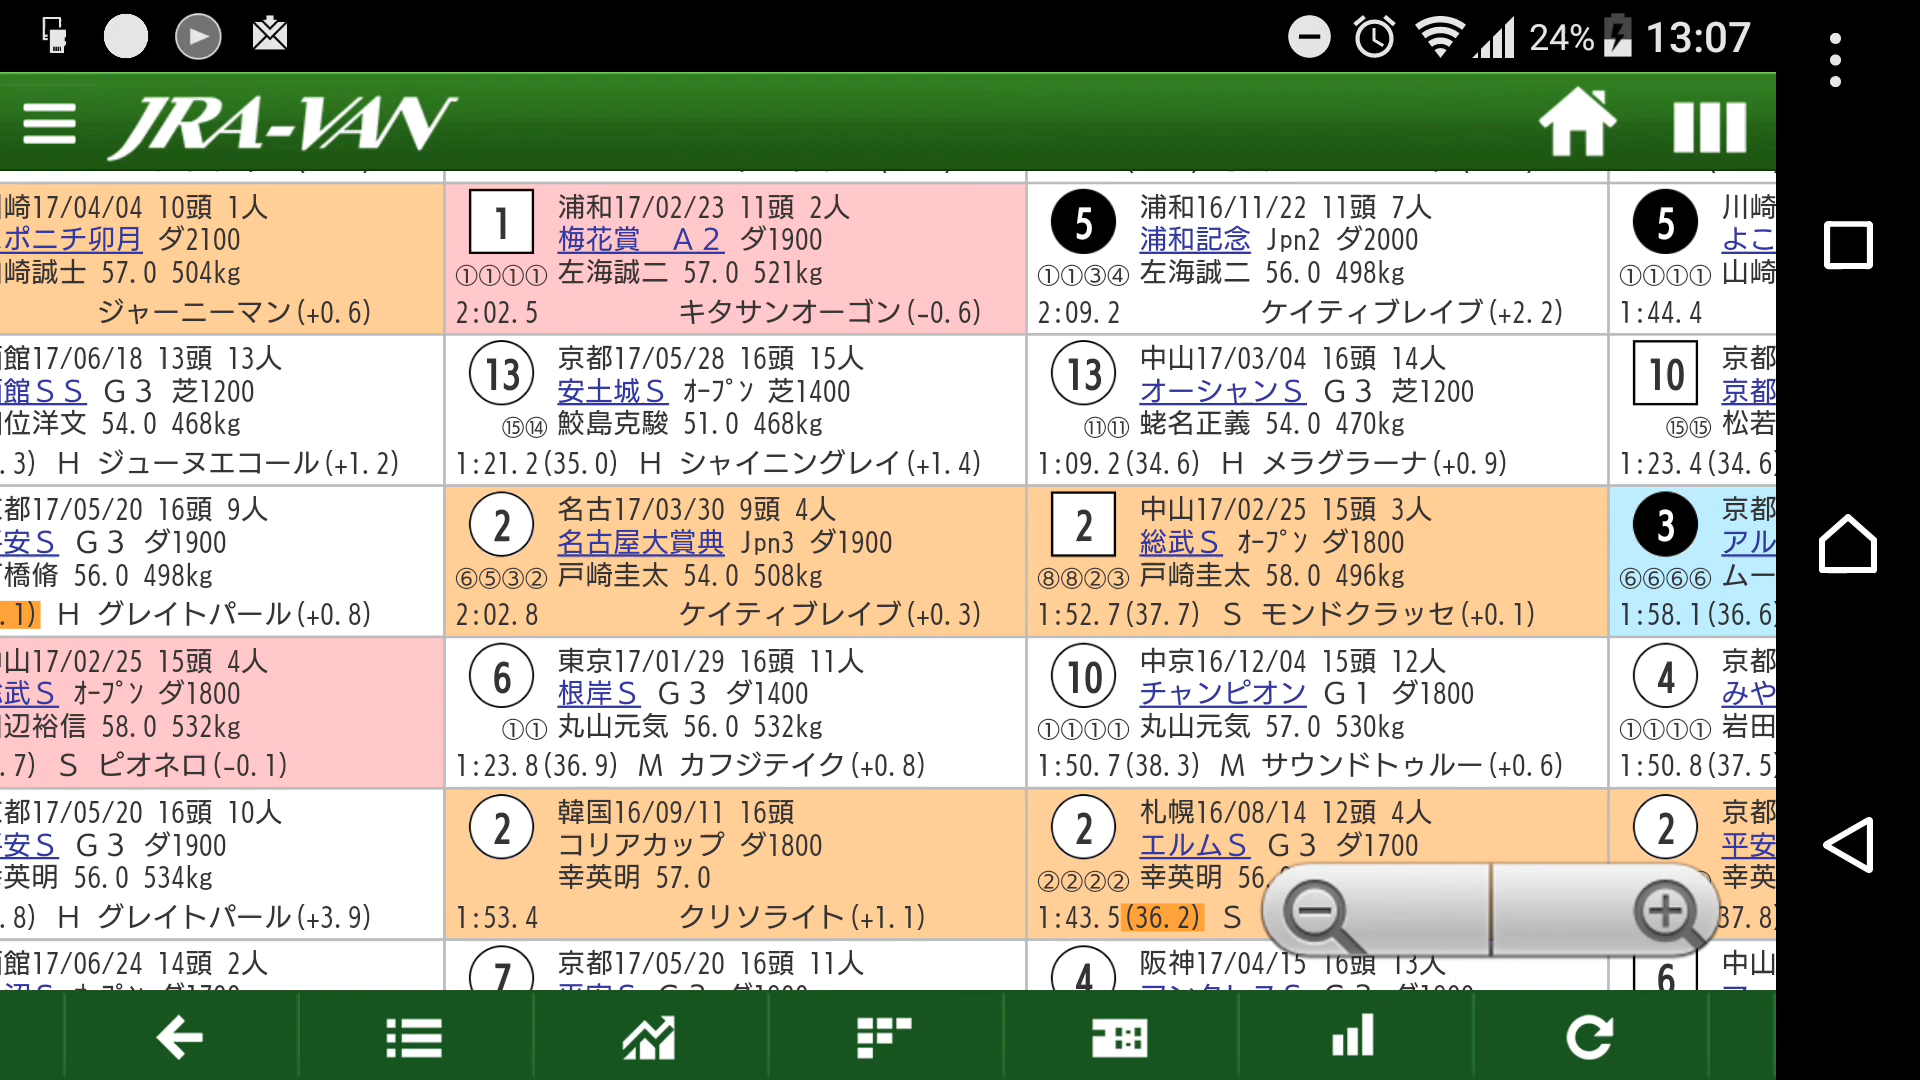 24% 13:07
JRA-VAN
崎17/04/04 10頭 1人
ポニチ卯月 ダ2100
崎誠士 57.0 504kg
ジャーニーマン(+0.6)
1 浦和17/02/23 11頭 2人
梅花賞 A2 ダ1900
①①①① 左海誠二 57.0 521kg
2:02.5 キタサンオーゴン(-0.6)
5 浦和16/11/22 11頭 7人
浦和記念 Jpn2 ダ2000
①①③④ 左海誠二 56.0 498kg
2:09.2 ケイティブレイブ(+2.2)
5 川崎
よこ
①①①① 山崎
1:44.4
館17/06/18 13頭 13人
館SS G3 芝1200
位洋文 54.0 468kg
.3) H ジューヌエコール(+1.2)
13 京都17/05/28 16頭 15人
安土城S オープン 芝1400
⑮⑭ 鮫島克駿 51.0 468kg
1:21.2(35.0) H シャイニングレイ(+1.4)
13 中山17/03/04 16頭 14人
オーシャンS G3 芝1200
⑪⑪ 蛯名正義 54.0 470kg
1:09.2(34.6) H メラグラーナ(+0.9)
10 京都
京都
⑮⑮ 松若
1:23.4(34.6)
都17/05/20 16頭 9人
安S G3 ダ1900
橋脩 56.0 498kg
.1) H グレイトパール(+0.8)
2 名古17/03/30 9頭 4人
名古屋大賞典 Jpn3 ダ1900
⑥⑤③② 戸崎圭太 54.0 508kg
2:02.8 ケイティブレイブ(+0.3)
2 中山17/02/25 15頭 3人
総武S オープン ダ1800
⑧⑧②③ 戸崎圭太 58.0 496kg
1:52.7(37.7) S モンドクラッセ(+0.1)
3 京都
アル
⑥⑥⑥⑥ ムー
1:58.1(36.6)
山17/02/25 15頭 4人
武S オープン ダ1800
辺裕信 58.0 532kg
.7) S ピオネロ(-0.1)
6 東京17/01/29 16頭 11人
根岸S G3 ダ1400
①① 丸山元気 56.0 532kg
1:23.8(36.9) M カフジテイク(+0.8)
10 中京16/12/04 15頭 12人
チャンピオン G1 ダ1800
①①①① 丸山元気 57.0 530kg
1:50.7(38.3) M サウンドトゥルー(+0.6)
4 京都
みや
①①①① 岩田
1:50.8(37.5)
都17/05/20 16頭 10人
安S G3 ダ1900
英明 56.0 534kg
.8) H グレイトパール(+3.9)
2 韓国16/09/11 16頭
コリアカップ ダ1800
幸英明 57.0
1:53.4 クリソライト(+1.1)
2 札幌16/08/14 12頭 4人
エルムS G3 ダ1700
②②②② 幸英明 56.
1:43.5(36.2) S
2 京都
平安
幸英
37.8)
館17/06/24 14頭 2人
7 京都17/05/20 16頭 11人
平安S G3 ダ1900
4 阪神17/04/15 16頭 13人
アンタレスS G3 ダ1800
6 中山